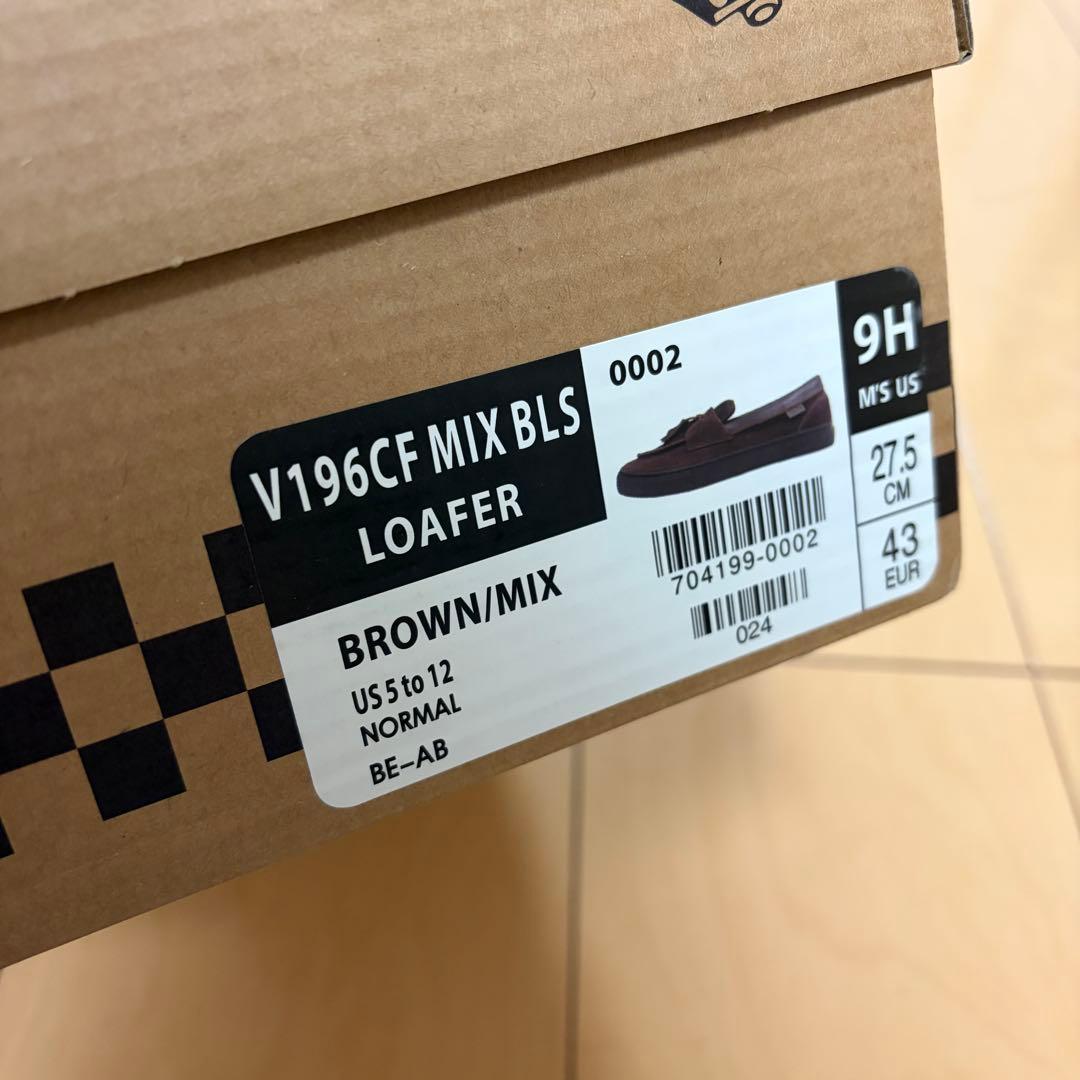 V196CF MIX BLS
LOAFER
BROWN/MIX
US 5 to 12
NORMAL
BE-AB
0002
704199-0002
024
9H
M'S US
27.5
CM
43
EUR